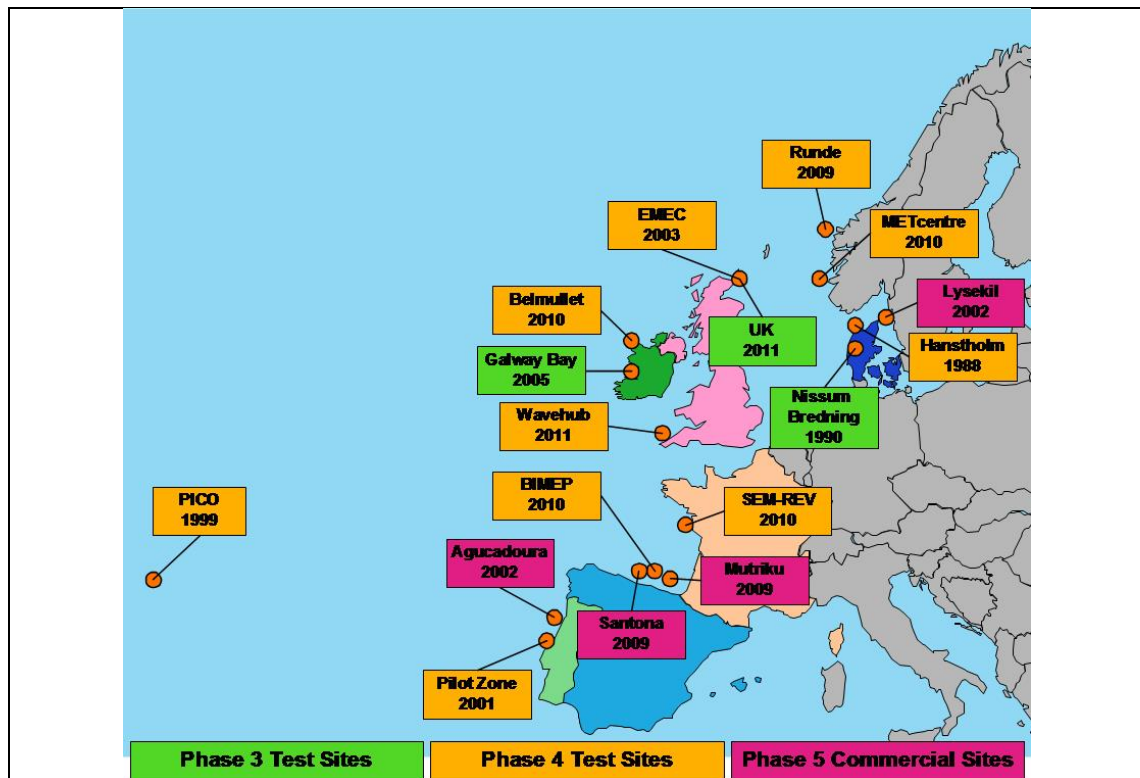 Runde
2009
EMEC
2003
METcentre
2010
Belmullet
2010
Lysekil
2002
UK
2011
Hanstholm
1988
Galway Bay
2005
Nissum
Bredning
1990
Wavehub
2011
BIMEP
2010
SEM-REV
2010
PICO
1999
Agucadoura
2002
Mutriku
2009
Santona
2009
Pilot Zone
2001
Phase 3 Test Sites
Phase 4 Test Sites
Phase 5 Commercial Sites